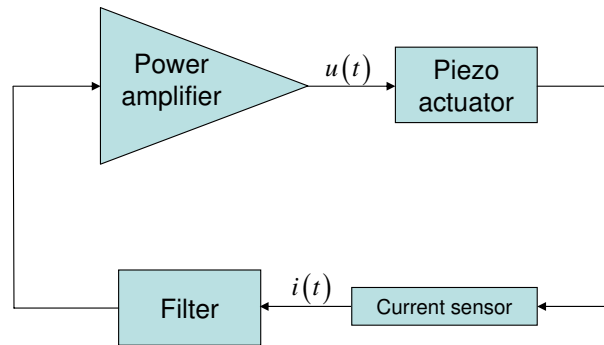 Power
amplifier
u(t)
Piezo
actuator
Filter
i(t)
Current sensor